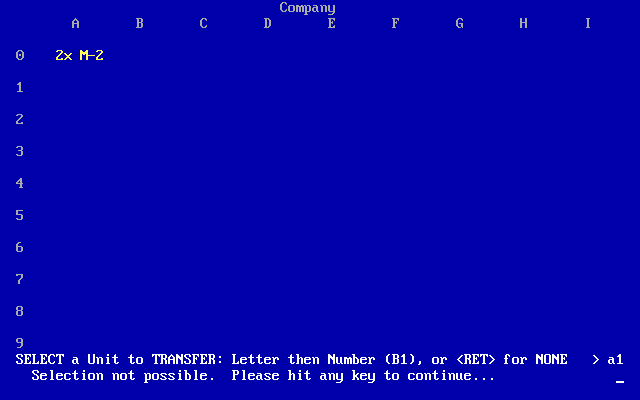 Company
A B C D E F G H I
0 2x M-2
1
2
3
4
5
6
7
8
9
SELECT a Unit to TRANSFER: Letter then Number (B1), or <RET> for NONE > a1
Selection not possible. Please hit any key to continue... _